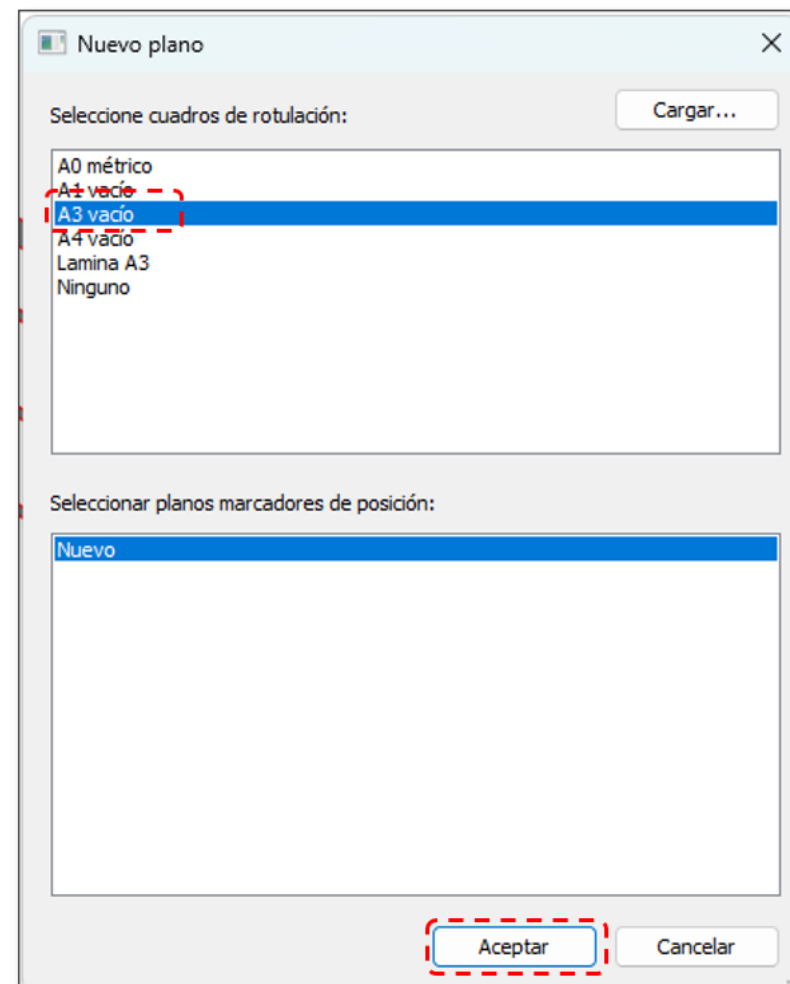 Nuevo plano
Seleccione cuadros de rotulación:
Cargar...
A0 métrico
A1 vacío
A3 vacío
A4 vacío
Lamina A3
Ninguno
Seleccionar planos marcadores de posición:
Nuevo
Aceptar
Cancelar